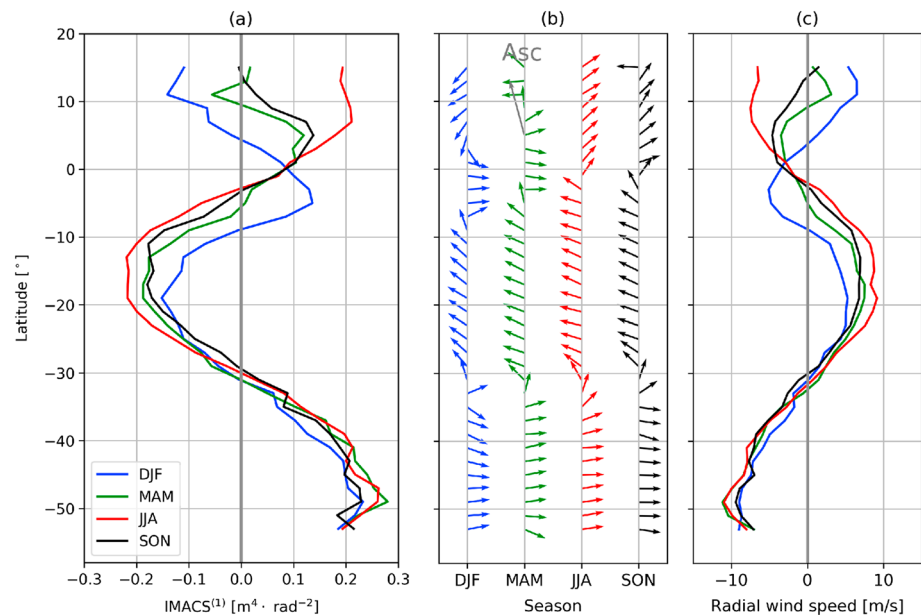 (a)
(b)
(c)
20
10
0
−10
−20
−30
−40
−50
Latitude [°]
Asc
DJF
MAM
JJA
SON
−0.3 −0.2 −0.1 0.0 0.1 0.2 0.3
IMACS(1) [m4 · rad−2]
DJF MAM JJA SON
Season
−10 0 10
Radial wind speed [m/s]